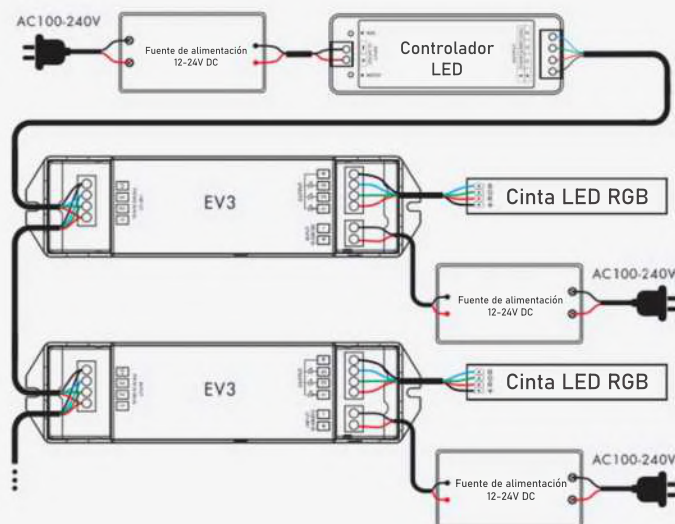 AC100-240V
Fuente de alimentación
12-24V DC
Controlador
LED
EV3
Cinta LED RGB
AC100-240V
Fuente de alimentación
12-24V DC
EV3
Cinta LED RGB
AC100-240V
Fuente de alimentación
12-24V DC